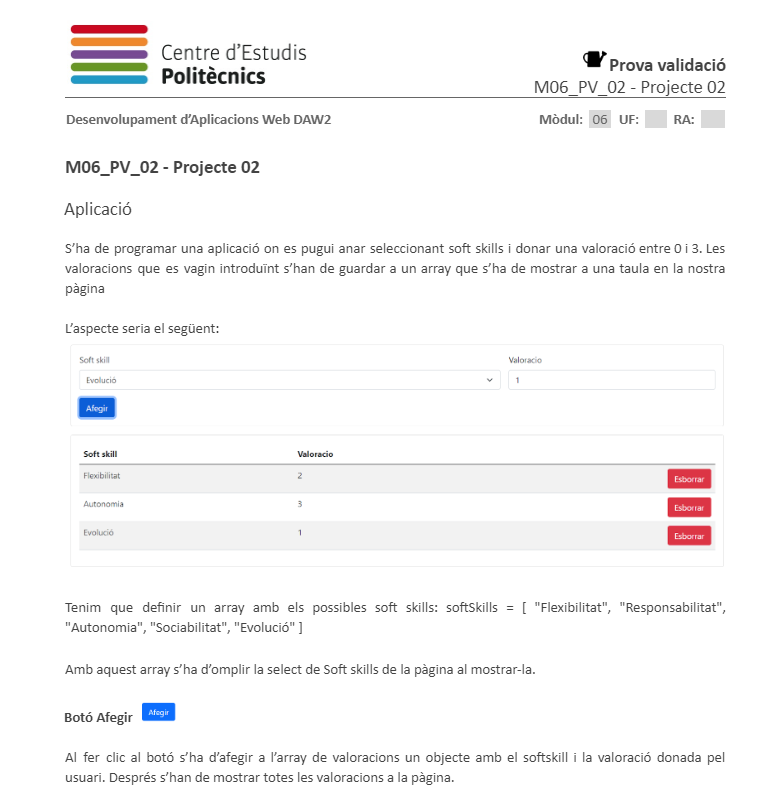 Centre d'Estudis
Politècnics
Prova validació
M06_PV_02 - Projecte 02
Desenvolupament d'Aplicacions Web DAW2
Mòdul: 06 UF: RA:
M06_PV_02 - Projecte 02
Aplicació
S'ha de programar una aplicació on es pugui anar seleccionant soft skills i donar una valoració entre 0 i 3. Les
valoracions que es vagin introduïnt s'han de guardar a un array que s'ha de mostrar a una taula en la nostra
pàgina
L'aspecte seria el següent:
Soft skill Valoracio
Evolució 1
Afegir
Soft skill Valoracio
Flexibilitat 2 Esborrar
Autonomia 3 Esborrar
Evolució 1 Esborrar
Tenim que definir un array amb els possibles soft skills: softSkills = [ "Flexibilitat", "Responsabilitat",
"Autonomia", "Sociabilitat", "Evolució" ]
Amb aquest array s'ha d'omplir la select de Soft skills de la pàgina al mostrar-la.
Botó Afegir Afegir
Al fer clic al botó s'ha d'afegir a l'array de valoracions un objecte amb el softskill i la valoració donada pel
usuari. Després s'han de mostrar totes les valoracions a la pàgina.